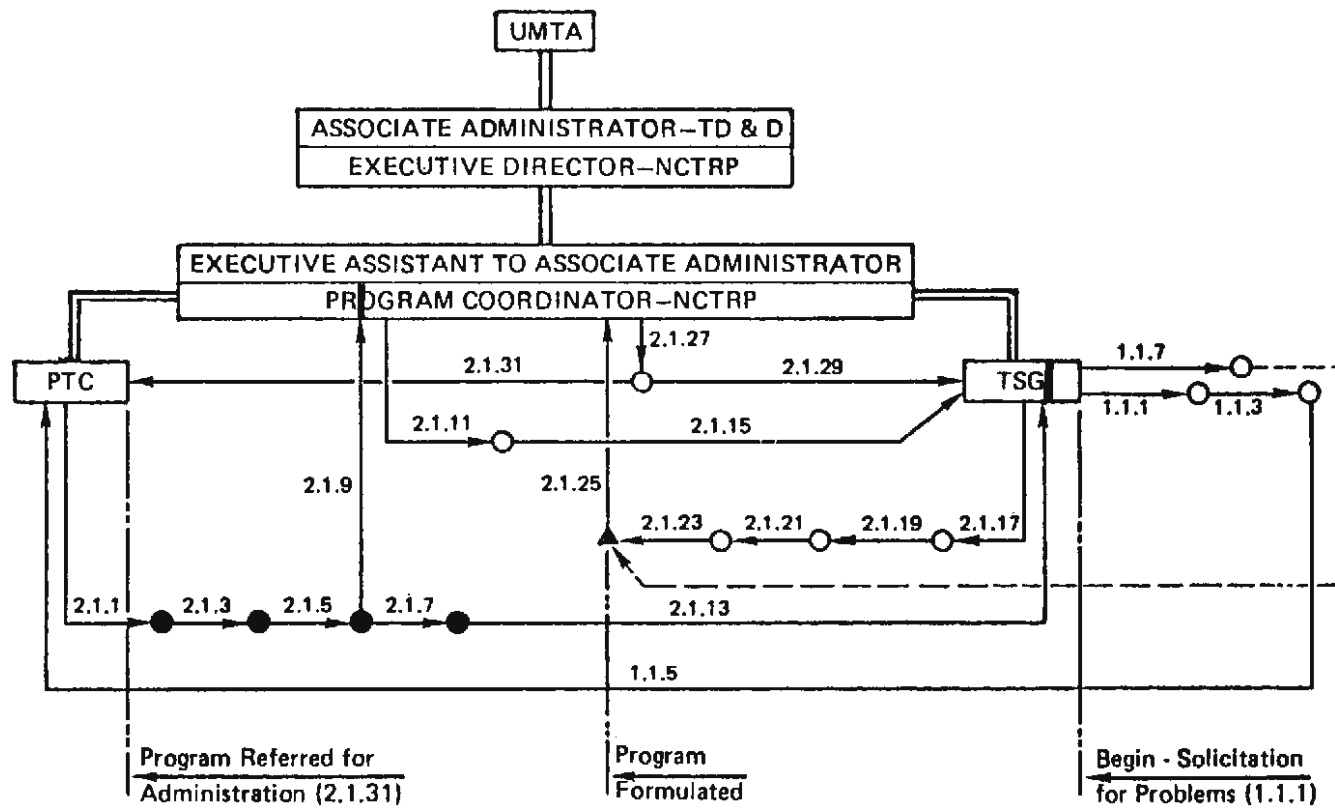 UMTA
ASSOCIATE ADMINISTRATOR–TD & D
EXECUTIVE DIRECTOR–NCTRP
EXECUTIVE ASSISTANT TO ASSOCIATE ADMINISTRATOR
PROGRAM COORDINATOR–NCTRP
2.1.27
1.1.7
PTC
2.1.31
2.1.29
TSG
1.1.1
1.1.3
2.1.11
2.1.15
2.1.9
2.1.25
2.1.23
2.1.21
2.1.19
2.1.17
2.1.1
2.1.3
2.1.5
2.1.7
2.1.13
1.1.5
Program Referred for
Administration (2.1.31)
Program
Formulated
Begin - Solicitation
for Problems (1.1.1)